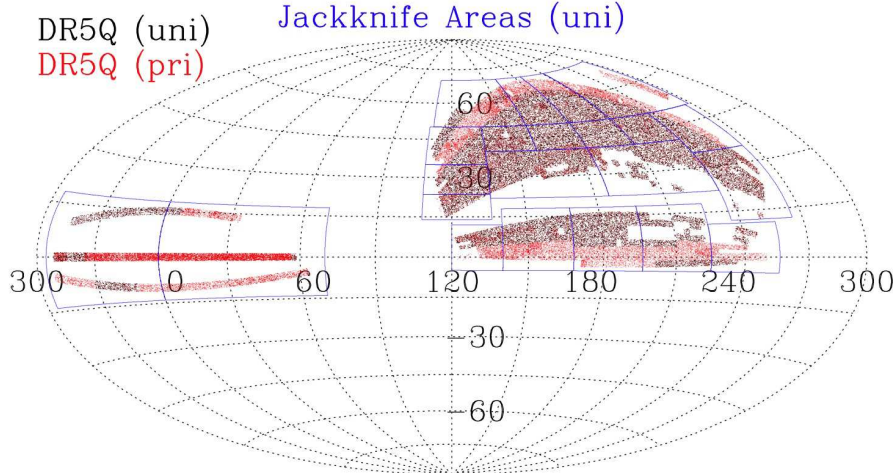 Jackknife Areas (uni)
DR5Q (uni)
DR5Q (pri)
60
30
300 0 60 120 180 240 300
−30
−60